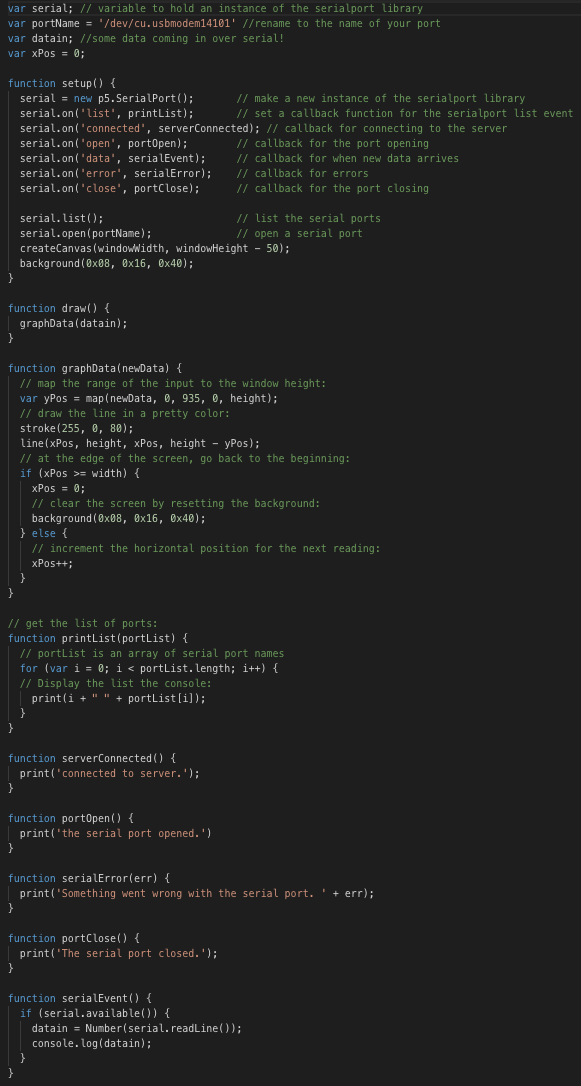 var serial; // variable to hold an instance of the serialport library
var portName = '/dev/cu.usbmodem14101' //rename to the name of your port
var datain; //some data coming in over serial!
var xPos = 0;

function setup() {
  serial = new p5.SerialPort();       // make a new instance of the serialport library
  serial.on('list', printList);       // set a callback function for the serialport list event
  serial.on('connected', serverConnected); // callback for connecting to the server
  serial.on('open', portOpen);        // callback for the port opening
  serial.on('data', serialEvent);     // callback for when new data arrives
  serial.on('error', serialError);    // callback for errors
  serial.on('close', portClose);      // callback for the port closing

  serial.list();                      // list the serial ports
  serial.open(portName);              // open a serial port
  createCanvas(windowWidth, windowHeight - 50);
  background(0x08, 0x16, 0x40);
}

function draw() {
  graphData(datain);
}

function graphData(newData) {
  // map the range of the input to the window height:
  var yPos = map(newData, 0, 935, 0, height);
  // draw the line in a pretty color:
  stroke(255, 0, 80);
  line(xPos, height, xPos, height - yPos);
  // at the edge of the screen, go back to the beginning:
  if (xPos >= width) {
    xPos = 0;
    // clear the screen by resetting the background:
    background(0x08, 0x16, 0x40);
  } else {
    // increment the horizontal position for the next reading:
    xPos++;
  }
}

// get the list of ports:
function printList(portList) {
  // portList is an array of serial port names
  for (var i = 0; i < portList.length; i++) {
  // Display the list the console:
    print(i + " " + portList[i]);
  }
}

function serverConnected() {
  print('connected to server.');
}

function portOpen() {
  print('the serial port opened.')
}

function serialError(err) {
  print('Something went wrong with the serial port. ' + err);
}

function portClose() {
  print('The serial port closed.');
}

function serialEvent() {
  if (serial.available()) {
    datain = Number(serial.readLine());
    console.log(datain);
  }
}